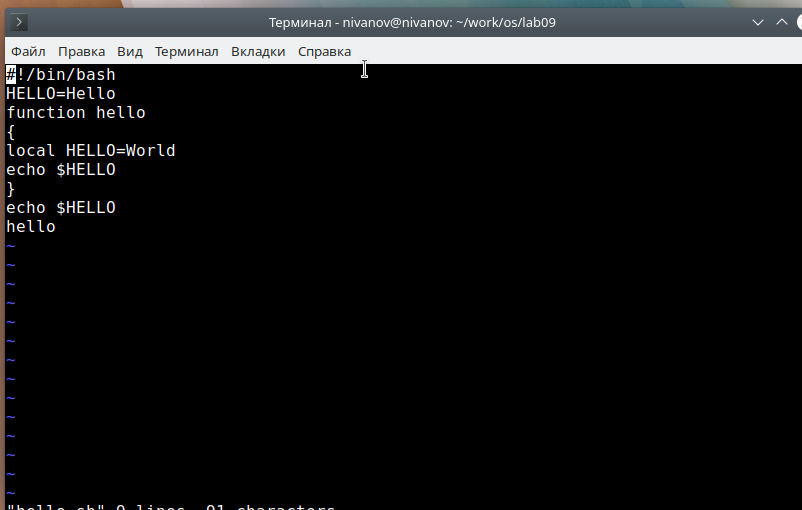 Терминал - nivanov@nivanov: ~/work/os/lab09
Файл Правка Вид Терминал Вкладки Справка
#!/bin/bash
HELLO=Hello
function hello
{
local HELLO=World
echo $HELLO
}
echo $HELLO
hello
~
~
~
~
~
~
~
~
~
~
~
~
~
~
"hello.sh" 9 lines, 91 characters